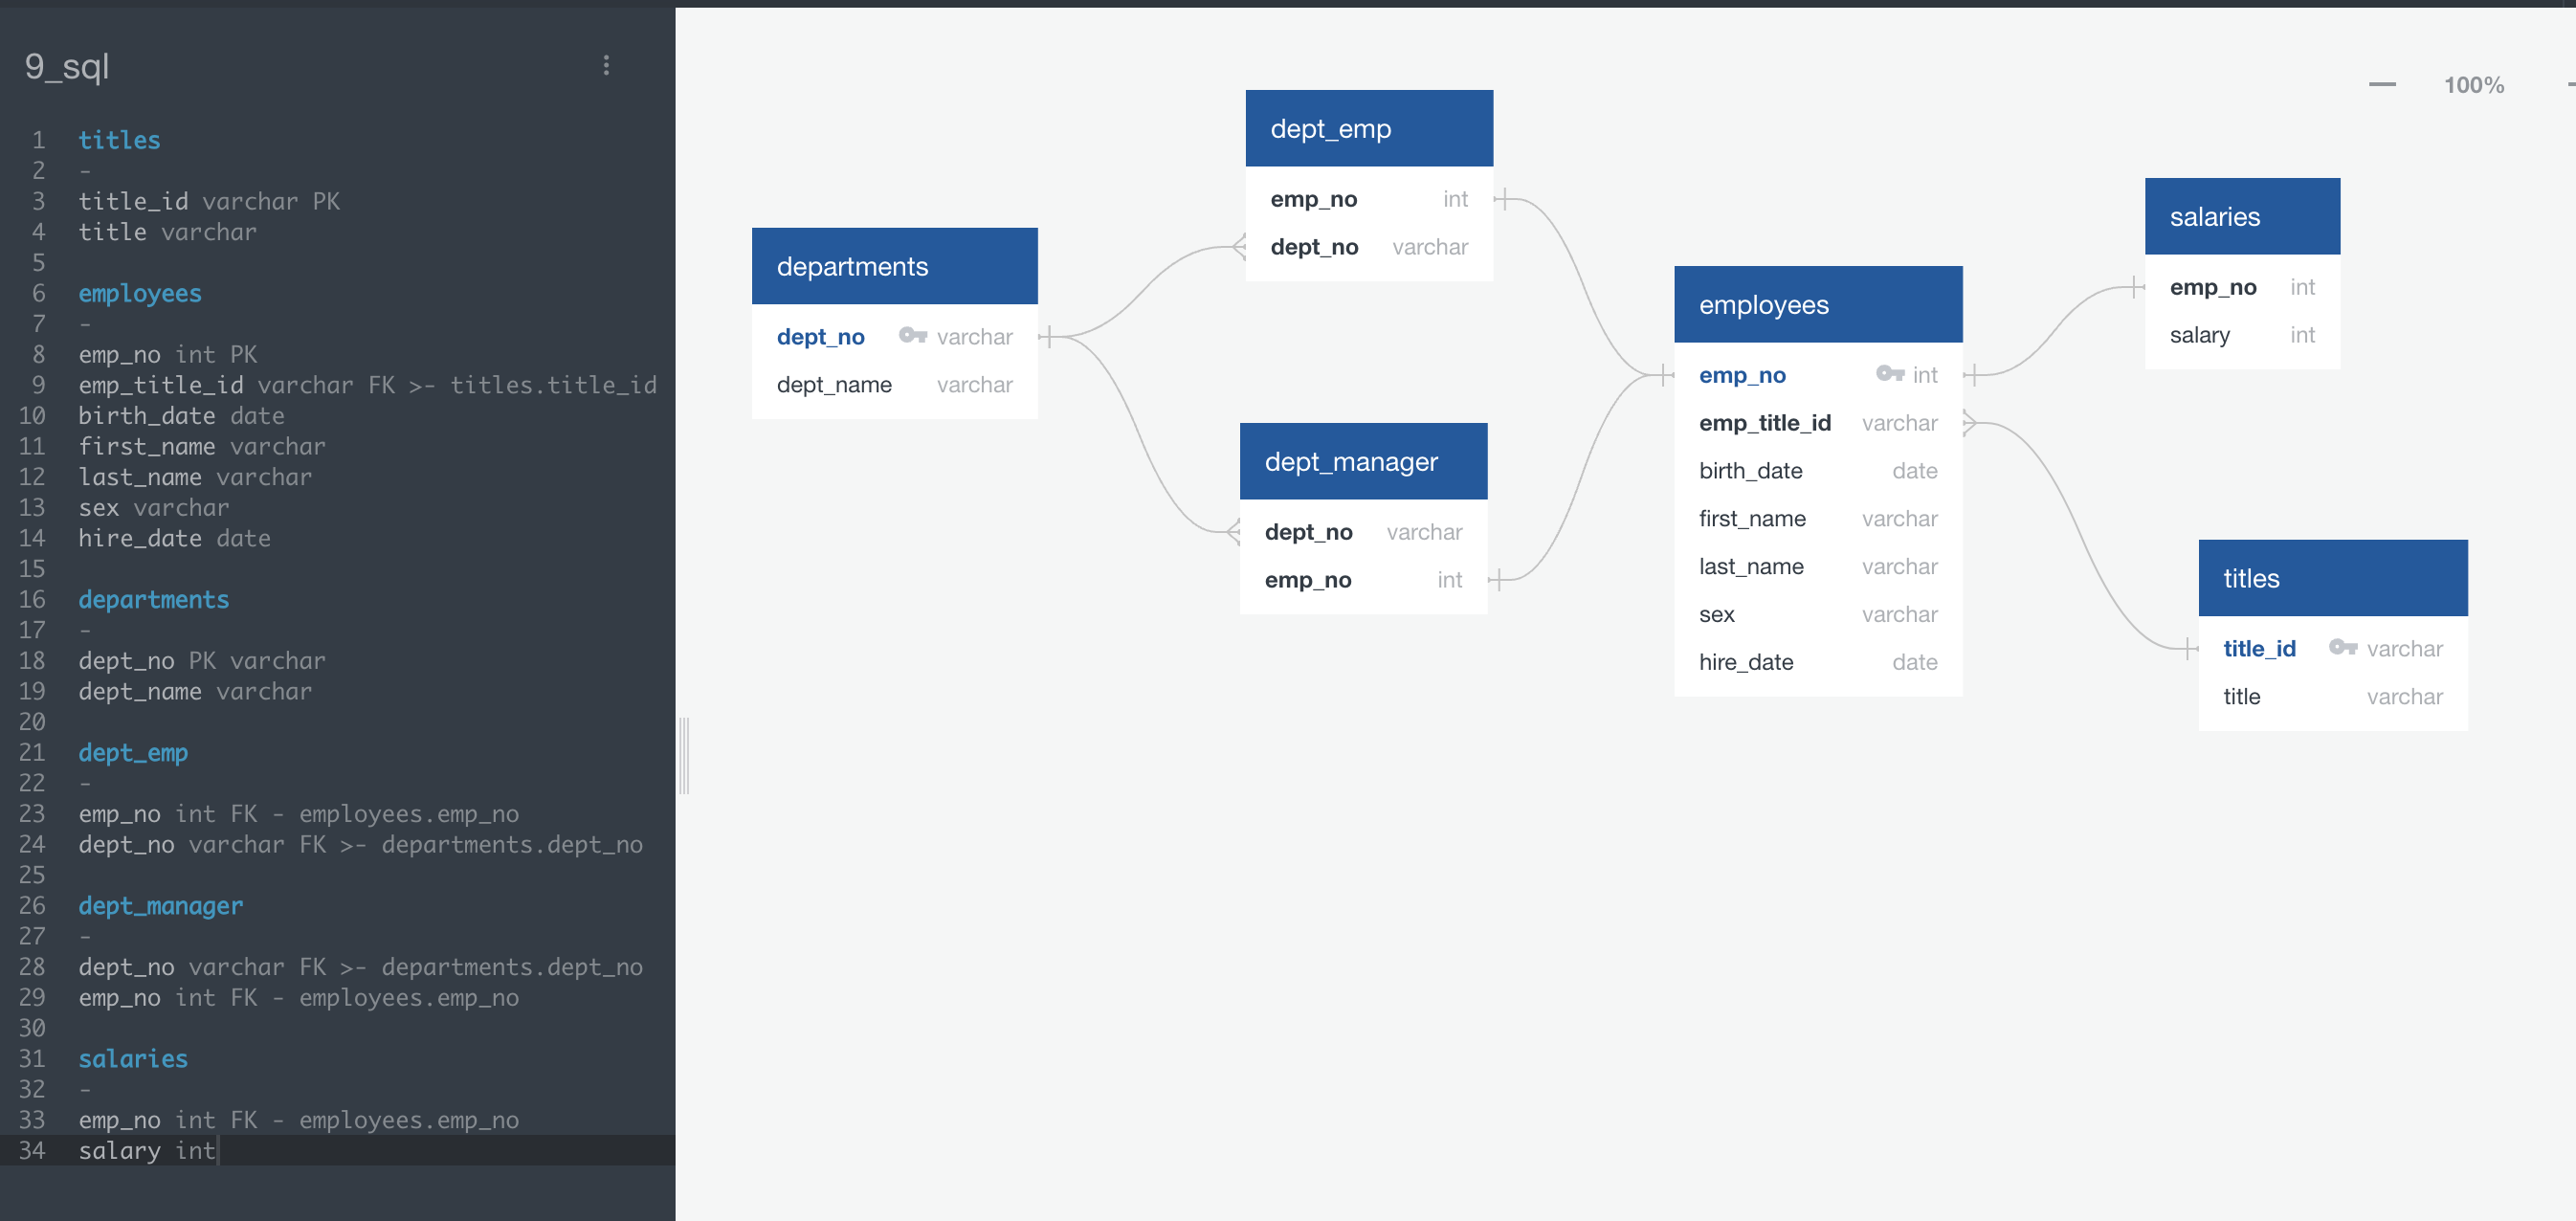 9_sql
1 titles
2 -
3 title_id varchar PK
4 title varchar
5
6 employees
7 -
8 emp_no int PK
9 emp_title_id varchar FK >- titles.title_id
10 birth_date date
11 first_name varchar
12 last_name varchar
13 sex varchar
14 hire_date date
15
16 departments
17 -
18 dept_no PK varchar
19 dept_name varchar
20
21 dept_emp
22 -
23 emp_no int FK - employees.emp_no
24 dept_no varchar FK >- departments.dept_no
25
26 dept_manager
27 -
28 dept_no varchar FK >- departments.dept_no
29 emp_no int FK - employees.emp_no
30
31 salaries
32 -
33 emp_no int FK - employees.emp_no
34 salary int
100%
departments
dept_no varchar
dept_name varchar
dept_emp
emp_no int
dept_no varchar
dept_manager
dept_no varchar
emp_no int
employees
emp_no int
emp_title_id varchar
birth_date date
first_name varchar
last_name varchar
sex varchar
hire_date date
salaries
emp_no int
salary int
titles
title_id varchar
title varchar